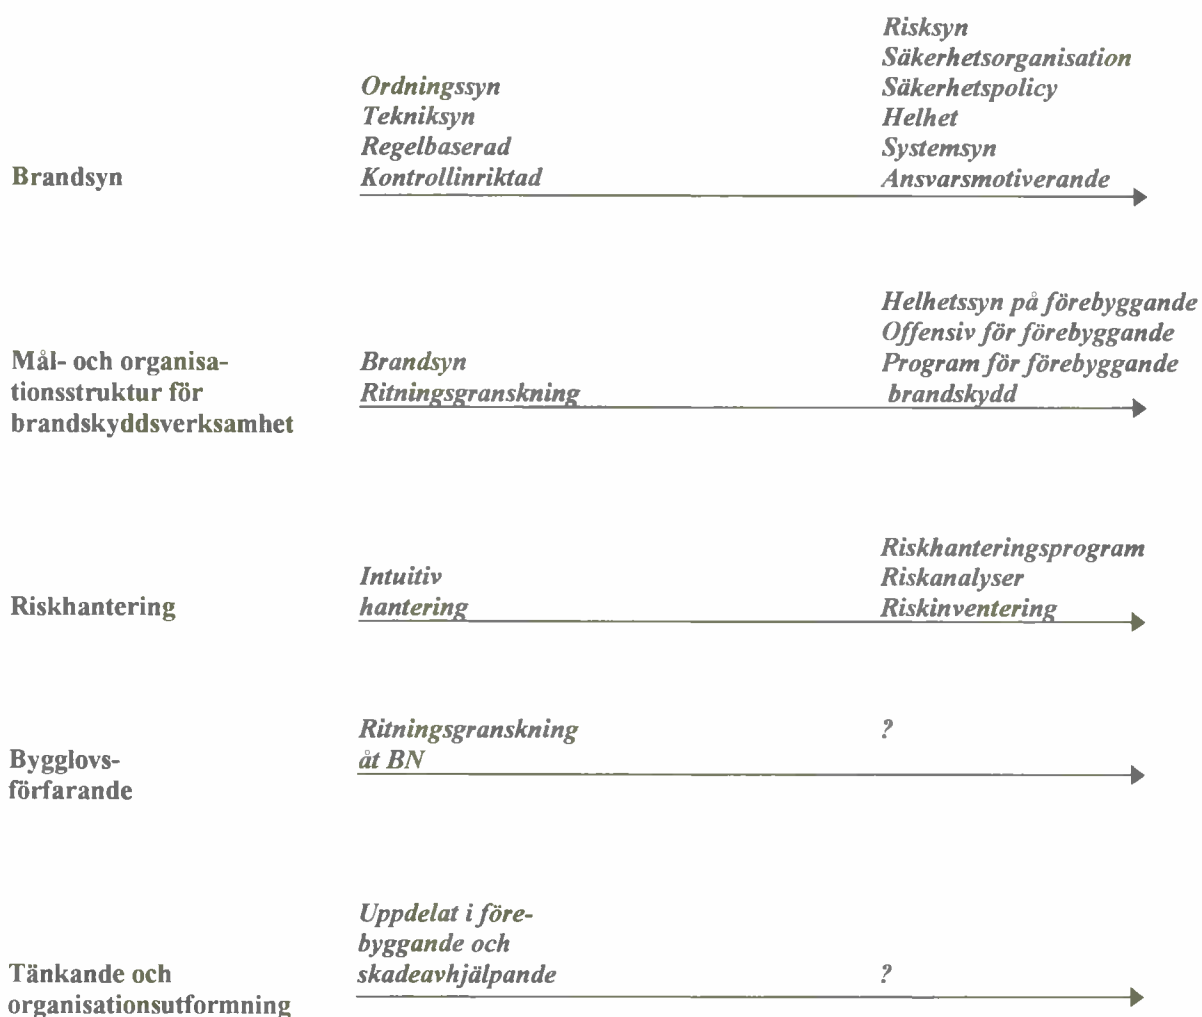 Risksyn
Säkerhetsorganisation
Ordningssyn
Säkerhetspolicy
Tekniksyn
Helhet
Regelbaserad
Systemsyn
Brandsyn
Kontrollinriktad
Ansvarsmotiverande
Helhetssyn på förebyggande
Offensiv för förebyggande
Mål- och organisa-
tionsstruktur för
brandskyddsverksamhet
Brandsyn
Ritningsgranskning
Program för förebyggande
brandskydd
Riskhantering
Intuitiv
hantering
Riskhanteringsprogram
Riskanalyser
Riskinventering
Bygglovs-
förfarande
Ritningsgranskning
åt BN
?
Tänkande och
organisationsutformning
Uppdelat i före-
byggande och
skadeavhjälpande
?